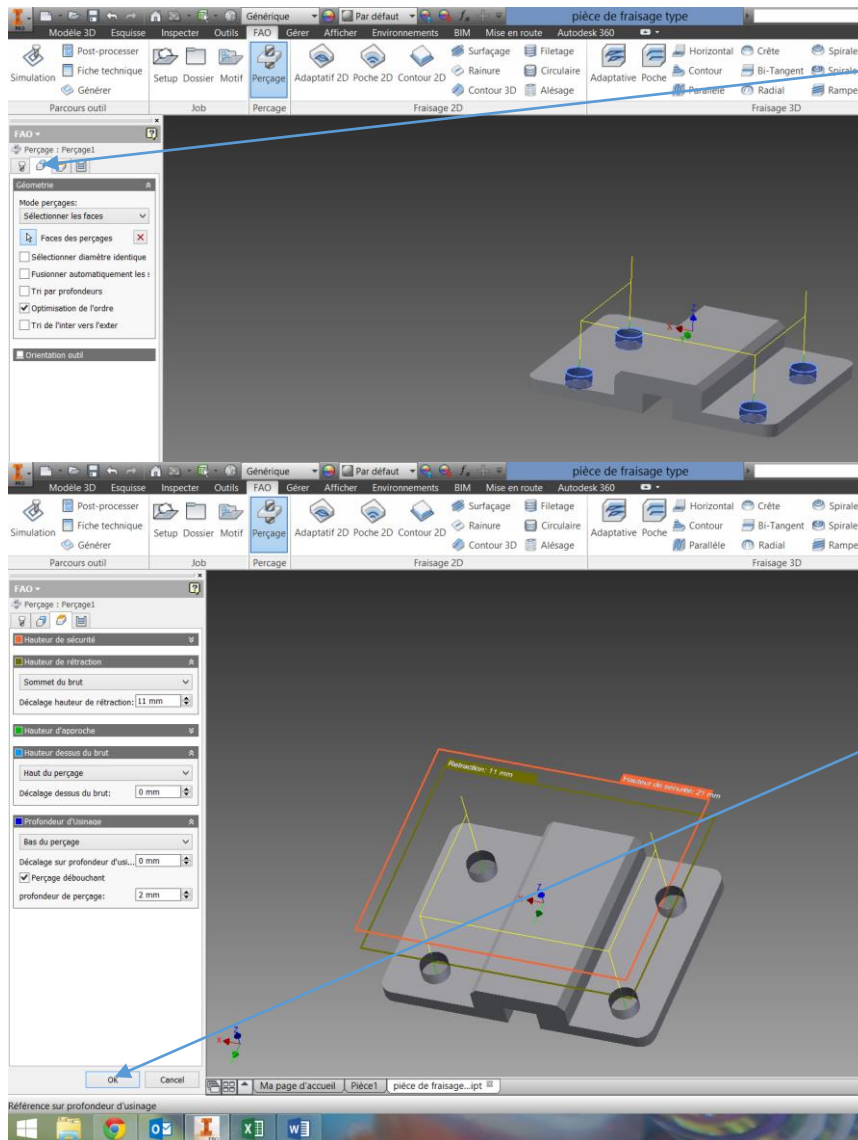 Générique Par défaut pièce de fraisage type
Modèle 3D Esquisse Inspecter Outils FAO Gérer Afficher Environnements BIM Mise en route Autodesk 360
Simulation Post-processer Fiche technique Générer
Setup Dossier Motif Perçage Adaptatif 2D Poche 2D Contour 2D
Surfaçage Rainure Contour 3D
Filetage Circulaire Alésage
Adaptative Poche
Horizontal Contour Parallèle
Crête Bi-Tangent Radial
Spirale Spirale Rampe
Parcours outil Job Percage Fraisage 2D Fraisage 3D
FAO
Perçage : Perçage1
Géometrie
Mode perçages:
Sélectionner les faces
Faces des perçages
Sélectionner diamètre identique
Fusionner automatiquement les
Tri par profondeurs
Optimisation de l'ordre
Tri de l'inter vers l'exter
Orientation outil
X Z
Générique Par défaut pièce de fraisage type
PRO Modèle 3D Esquisse Inspecter Outils FAO Gérer Afficher Environnements BIM Mise en route Autodesk 360
Simulation Post-processer Fiche technique Générer
Setup Dossier Motif Perçage Adaptatif 2D Poche 2D Contour 2D
Surfaçage Rainure Contour 3D
Filetage Circulaire Alésage
Adaptative Poche
Horizontal Contour Parallèle
Crête Bi-Tangent Radial
Spirale Spirale Rampe
Parcours outil Job Percage Fraisage 2D Fraisage 3D
FAO
Perçage : Perçage1
Hauteur de sécurité
Hauteur de rétraction
Sommet du brut
Décalage hauteur de rétraction: 11 mm
Hauteur d'approche
Hauteur dessus du brut
Haut du perçage
Décalage dessus du brut: 0 mm
Profondeur d'Usinage
Bas du perçage
Décalage sur profondeur d'usi... 0 mm
Perçage débouchant
profondeur de perçage: 2 mm
Retraction: 11 mm
Hauteur de sécurité: 21 mm
Z
X Z
OK Cancel
Ma page d'accueil Pièce1 pièce de fraisage...ipt
Référence sur profondeur d'usinage